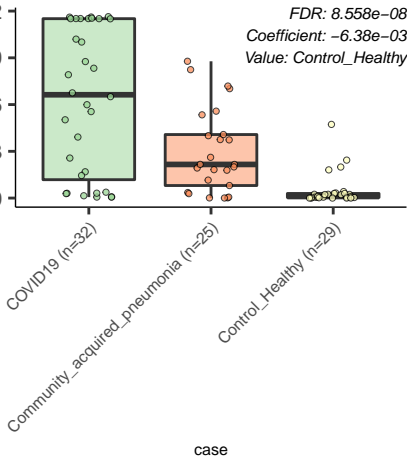 FDR: 8.558e−08
Coefficient: −6.38e−03
Value: Control_Healthy
COVID19 (n=32)
Community_acquired_pneumonia (n=25)
Control_Healthy (n=29)
case